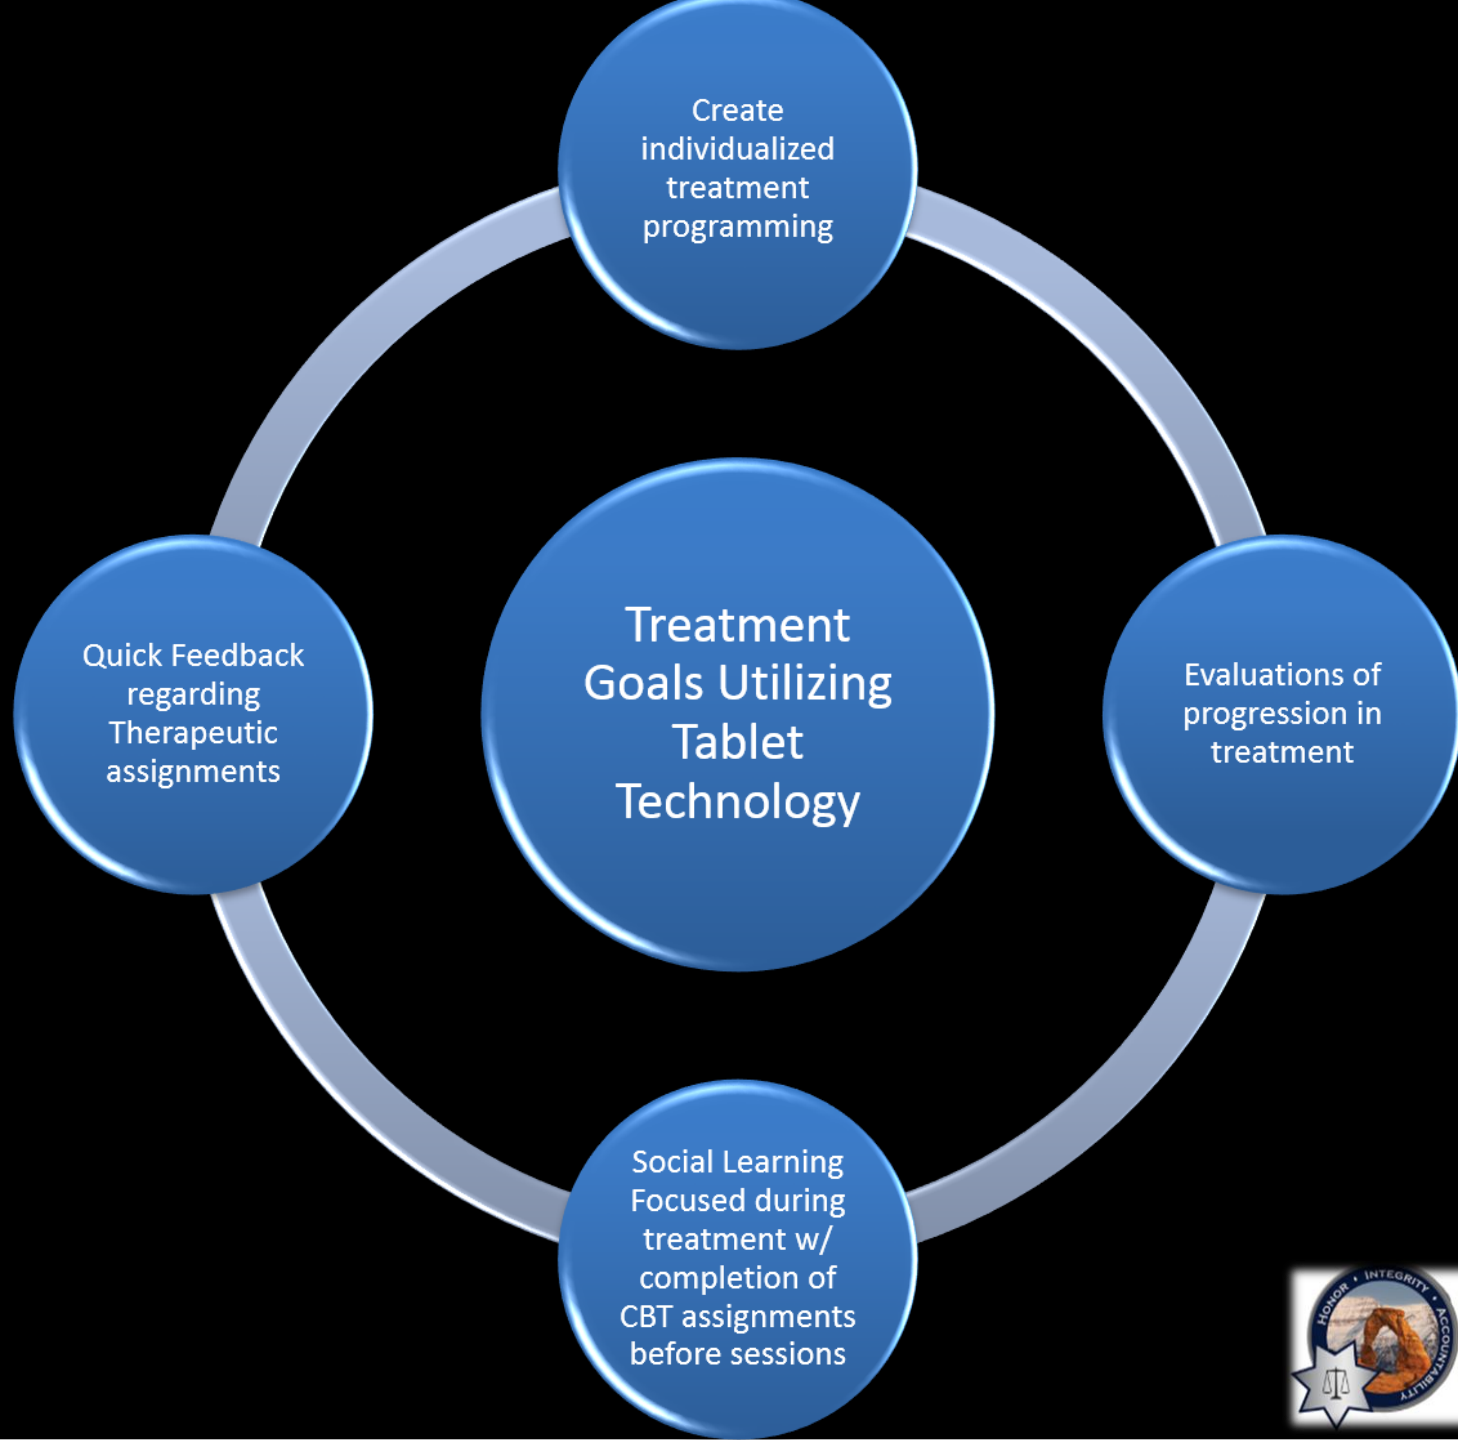 Create
individualized
treatment
programming
Treatment
Goals Utilizing
Tablet
Technology
Quick Feedback
regarding
Therapeutic
assignments
Evaluations of
progression in
treatment
Social Learning
Focused during
treatment w/
completion of
CBT assignments
before sessions
HONOR • INTEGRITY • ACCOUNTABILITY